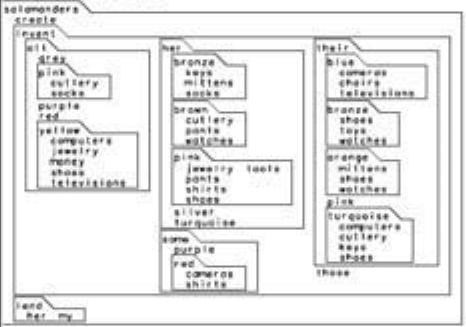 salamanders
create
invent
all
grey
pink
cutlery
socks
purple
red
yellow
computers
jewelry
money
shoes
televisions
her
bronze
keys
mittens
socks
brown
cutlery
pants
watches
pink
jewelry tools
pants
shirts
shoes
silver
turquoise
some
purple
red
cameras
shirts
their
blue
cameras
chairs
televisions
bronze
shoes
toys
watches
orange
mittens
shoes
watches
pink
turquoise
computers
cutlery
keys
shoes
those
lend
her my